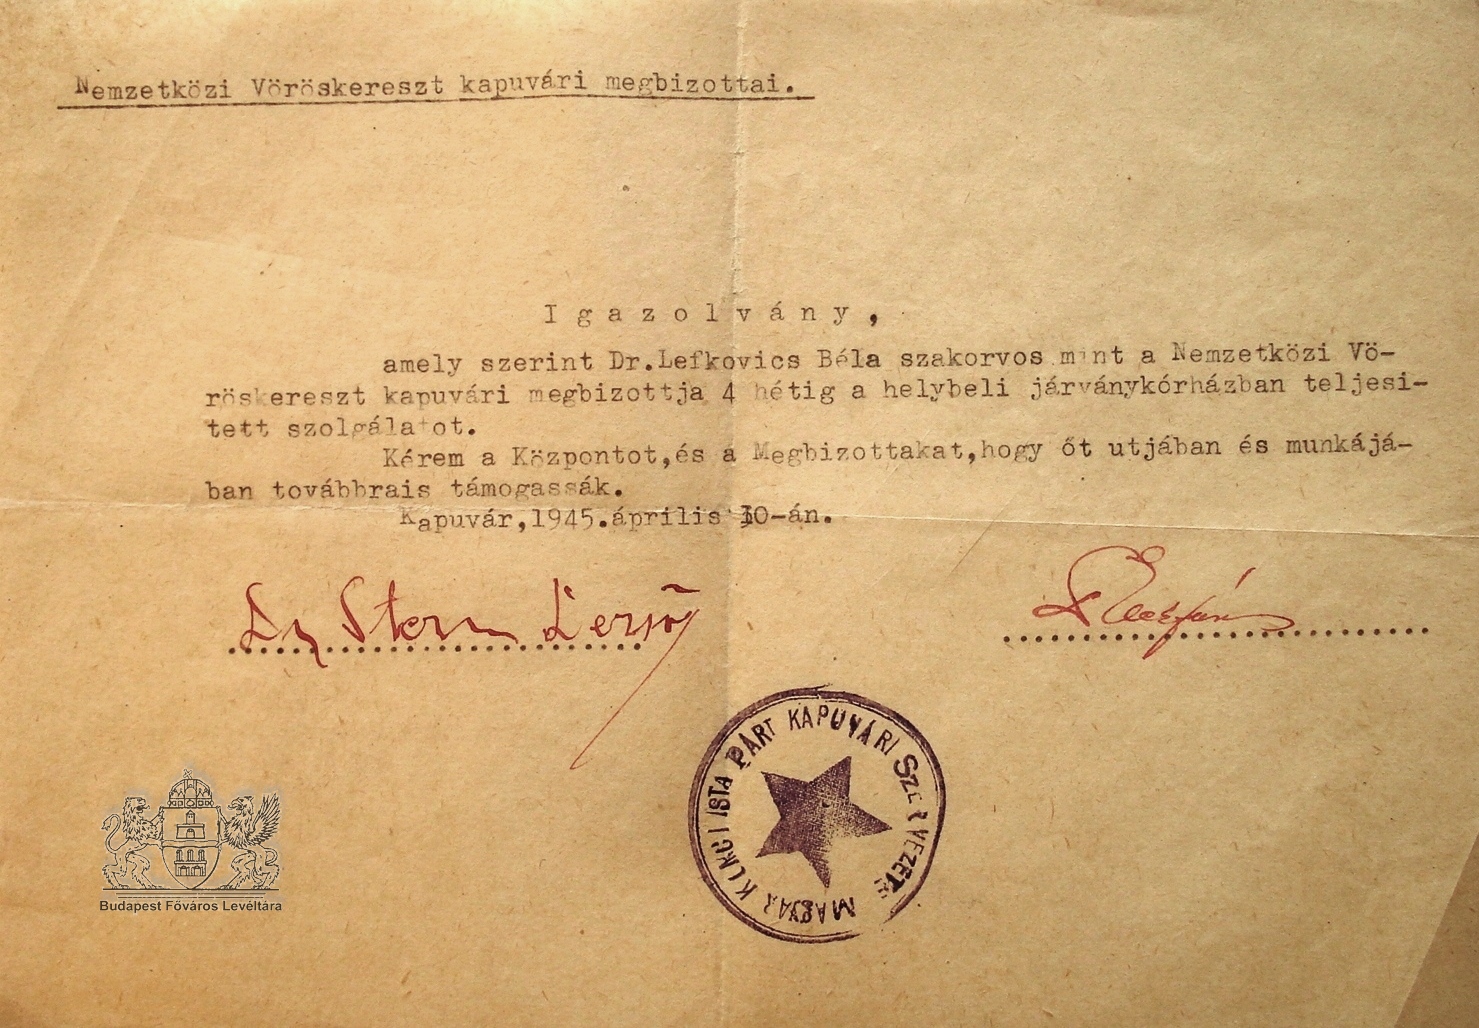 Nemzetközi Vöröskereszt kapuvári megbizottai.
Igazolvány,
amely szerint Dr.Lefkovics Béla szakorvos mint a Nemzetközi Vö-
röskereszt kapuvári megbizottja 4 hétig a helybeli járványkórházban teljesi-
tett szolgálatot.
Kérem a Központot,és a Megbizottakat,hogy őt utjában és munkájá-
ban továbbrais támogassák.
Kapuvár,1945.április 10-án.
Dr Stern
MAGYAR KOMMUNISTA PÁRT KAPUVÁRI SZERVEZETE
Budapest Főváros Levéltára